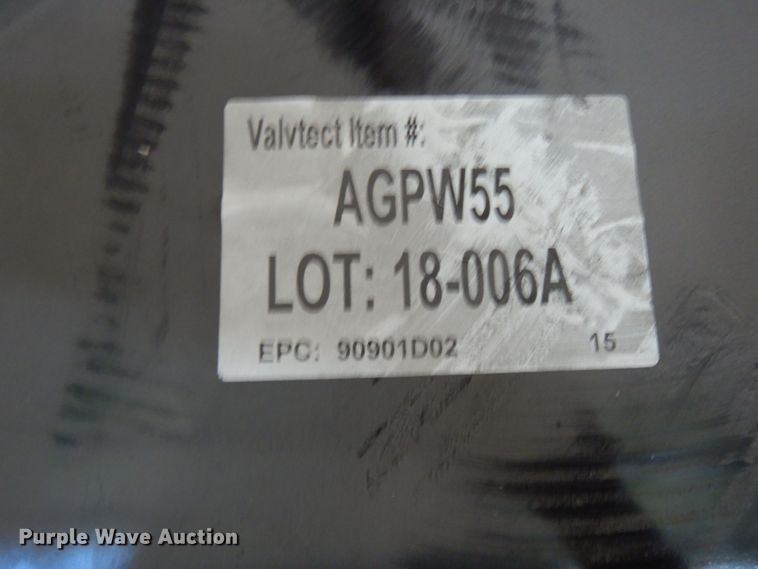 Valvtect Item #:
AGPW55
LOT: 18-006A
EPC: 90901D02 15
Purple Wave Auction